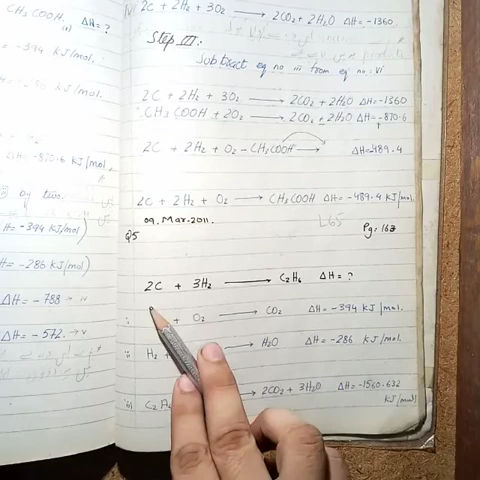 CH₃COOH.
(i) ΔH = ?
= -394 KJ/mol.
KJ/mol.
ΔH = -870.6 KJ/mol,
by two.
H = -394 KJ/mol)
H = -286 KJ/mol)
ΔH = -788 → iv
ΔH = -572. → v
2C + 2H₂ + 3O₂ ⟶ 2CO₂ + 2H₂O ΔH = -1360.
Step III:
Subtract eq no iii from eq no vi
2C + 2H₂ + 3O₂ ⟶ 2CO₂ + 2H₂O ΔH = -1360
CH₃COOH + 2O₂ ⟶ 2CO₂ + 2H₂O ΔH = -870.6
2C + 2H₂ + O₂ - CH₃COOH ⟶ ΔH = -489.4
2C + 2H₂ + O₂ ⟶ CH₃COOH ΔH = -489.4 KJ/mol.
09. Mar. 2011. L65
Q5 Pg: 163
2C + 3H₂ ⟶ C₂H₆ ΔH = ?
i + O₂ ⟶ CO₂ ΔH = -394 KJ/mol.
ii H₂ + ⟶ H₂O ΔH = -286 KJ/mol.
iii) C₂H₆ ⟶ 2CO₂ + 3H₂O ΔH = -1560.632
KJ/mol)